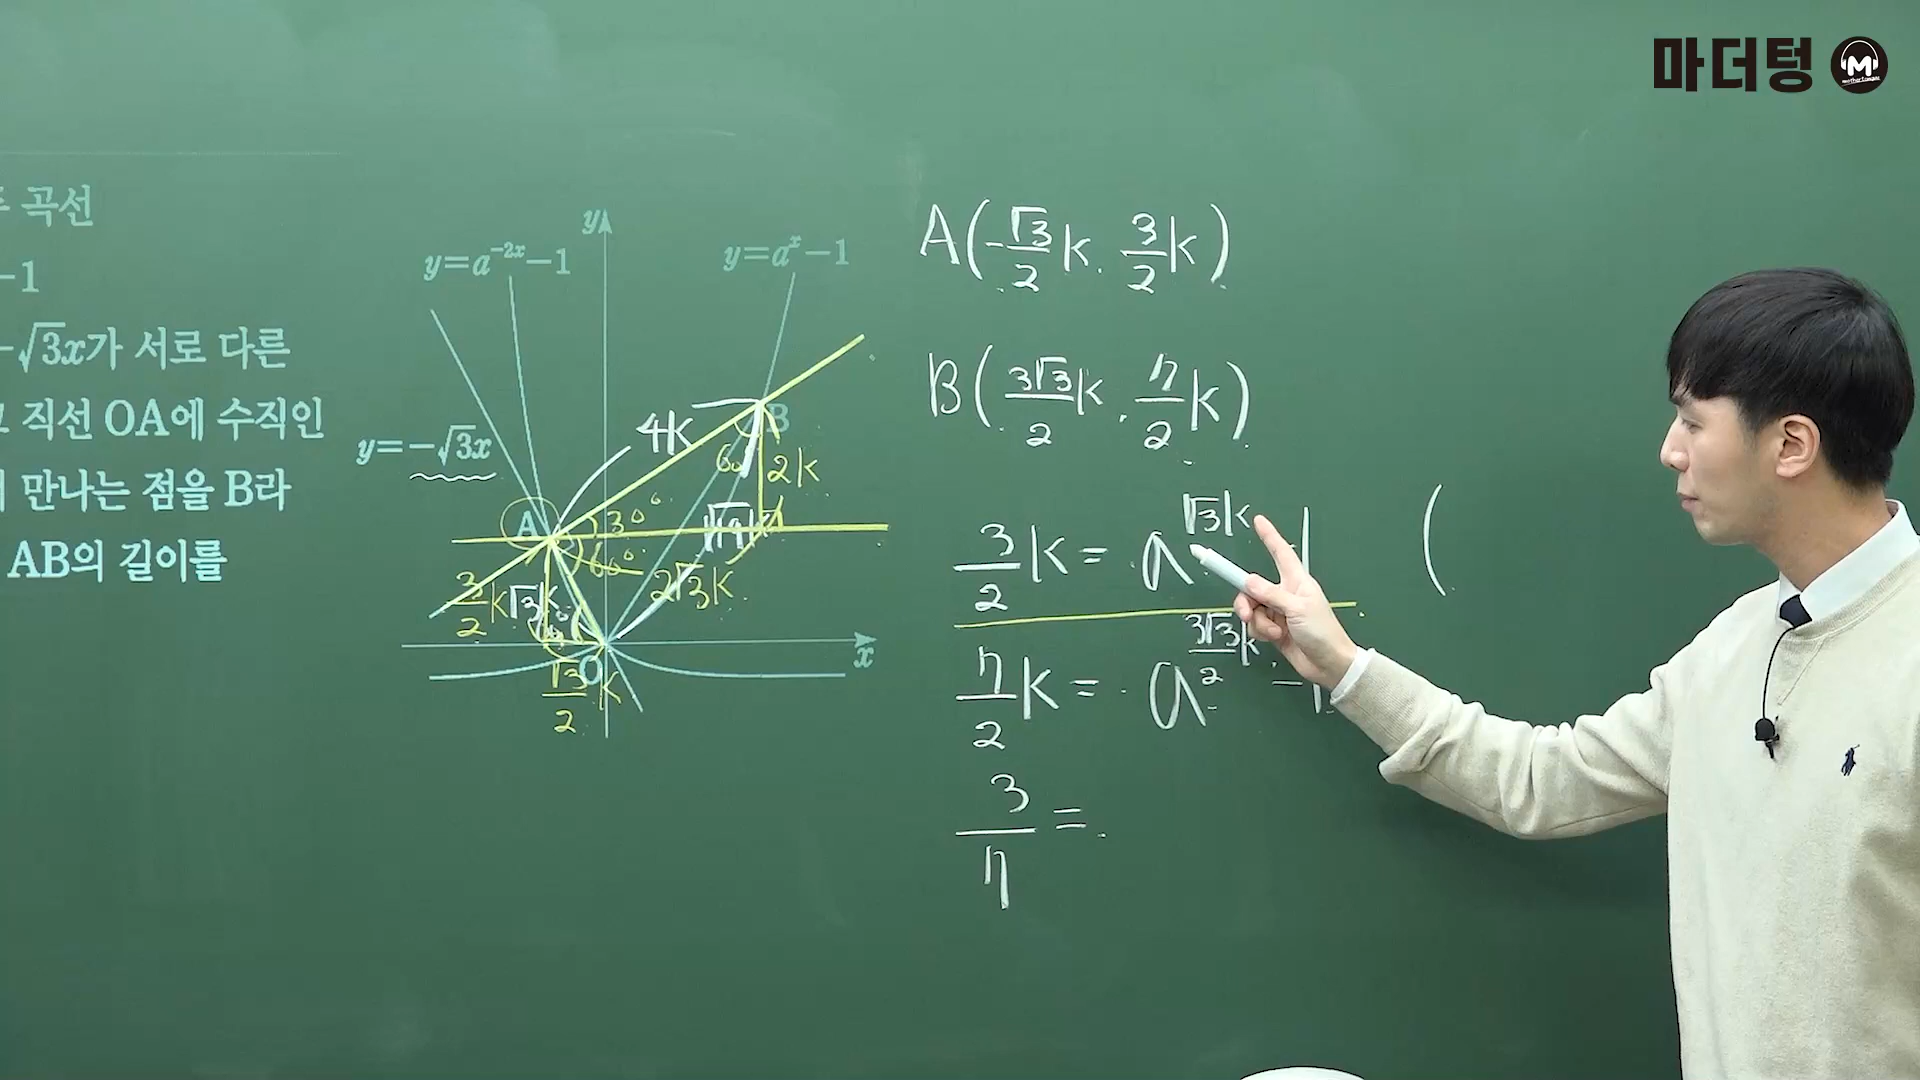 마더텅
곡선
-1
-√3x가 서로 다른
직선 OA에 수직인
만나는 점을 B라
AB의 길이를
y
y=a^{-2x}-1
y=a^x-1
y=-√3x
A
B
O
x
4k
60°
2k
30°
60°
2√3k
√3k
3/2 k
√3/2 k
A(-√3/2 k, 3/2 k)
B(3√3/2 k, 7/2 k)
3/2 k = a^{√3k} -1
(
7/2 k = a^{3√3/2 k} -1
3/7 =